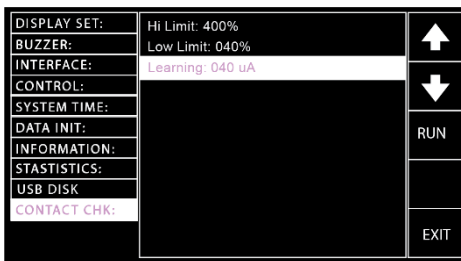 DISPLAY SET:
BUZZER:
INTERFACE:
CONTROL:
SYSTEM TIME:
DATA INIT:
INFORMATION:
STASTISTICS:
USB DISK
CONTACT CHK:
Hi Limit: 400%
Low Limit: 040%
Learning: 040 uA
RUN
EXIT